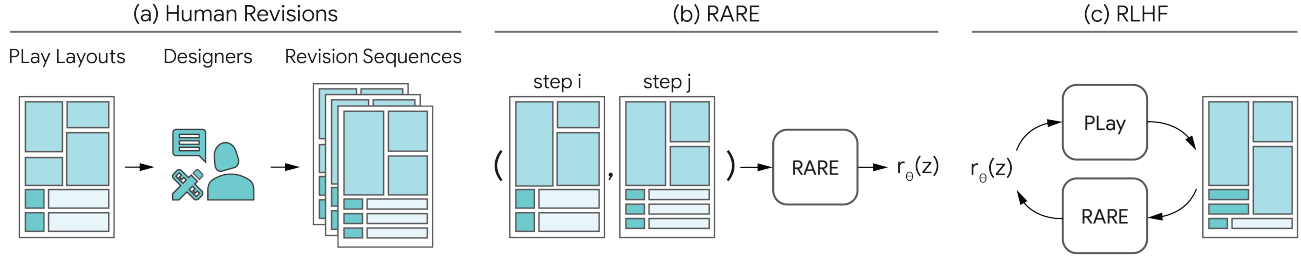 (a) Human Revisions
PLay Layouts
Designers
Revision Sequences
(b) RARE
step i
step j
( , )
RARE
rθ(z)
(c) RLHF
PLay
rθ(z)
RARE